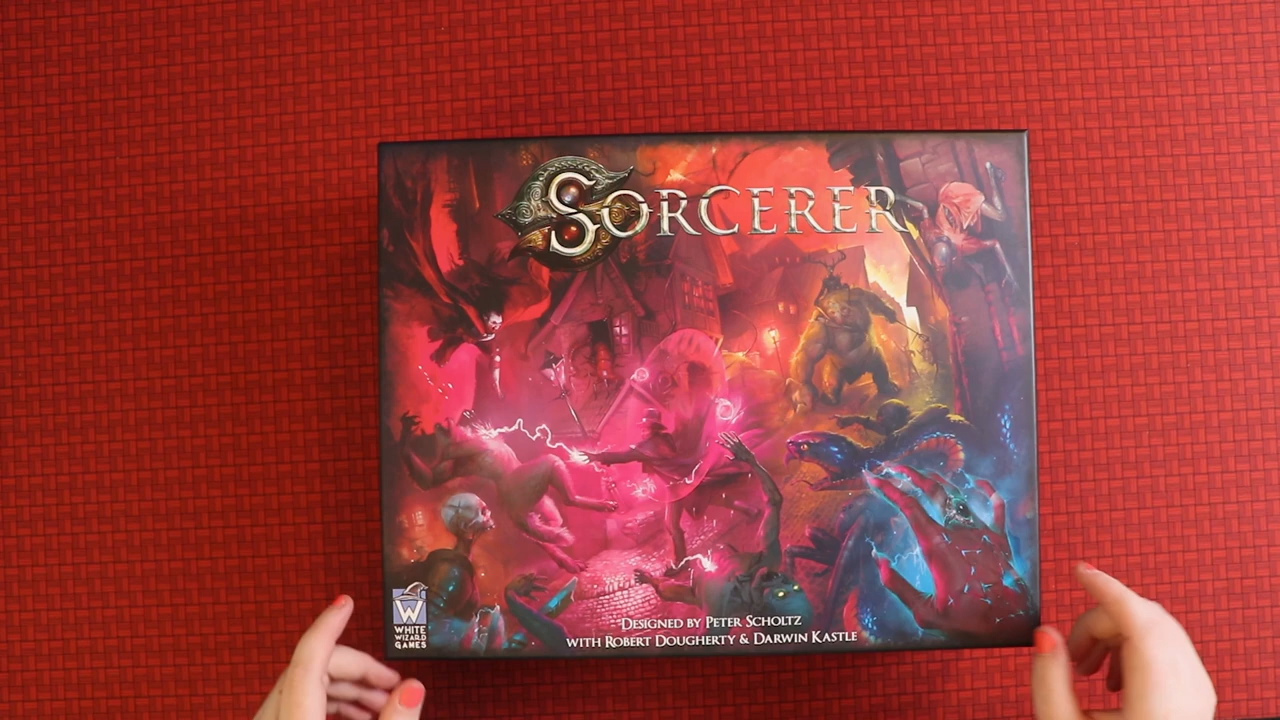 SORCERER
DESIGNED BY PETER SCHOLTZ
WITH ROBERT DOUGHERTY & DARWIN KASTLE
W
WHITE
WIZARD
GAMES